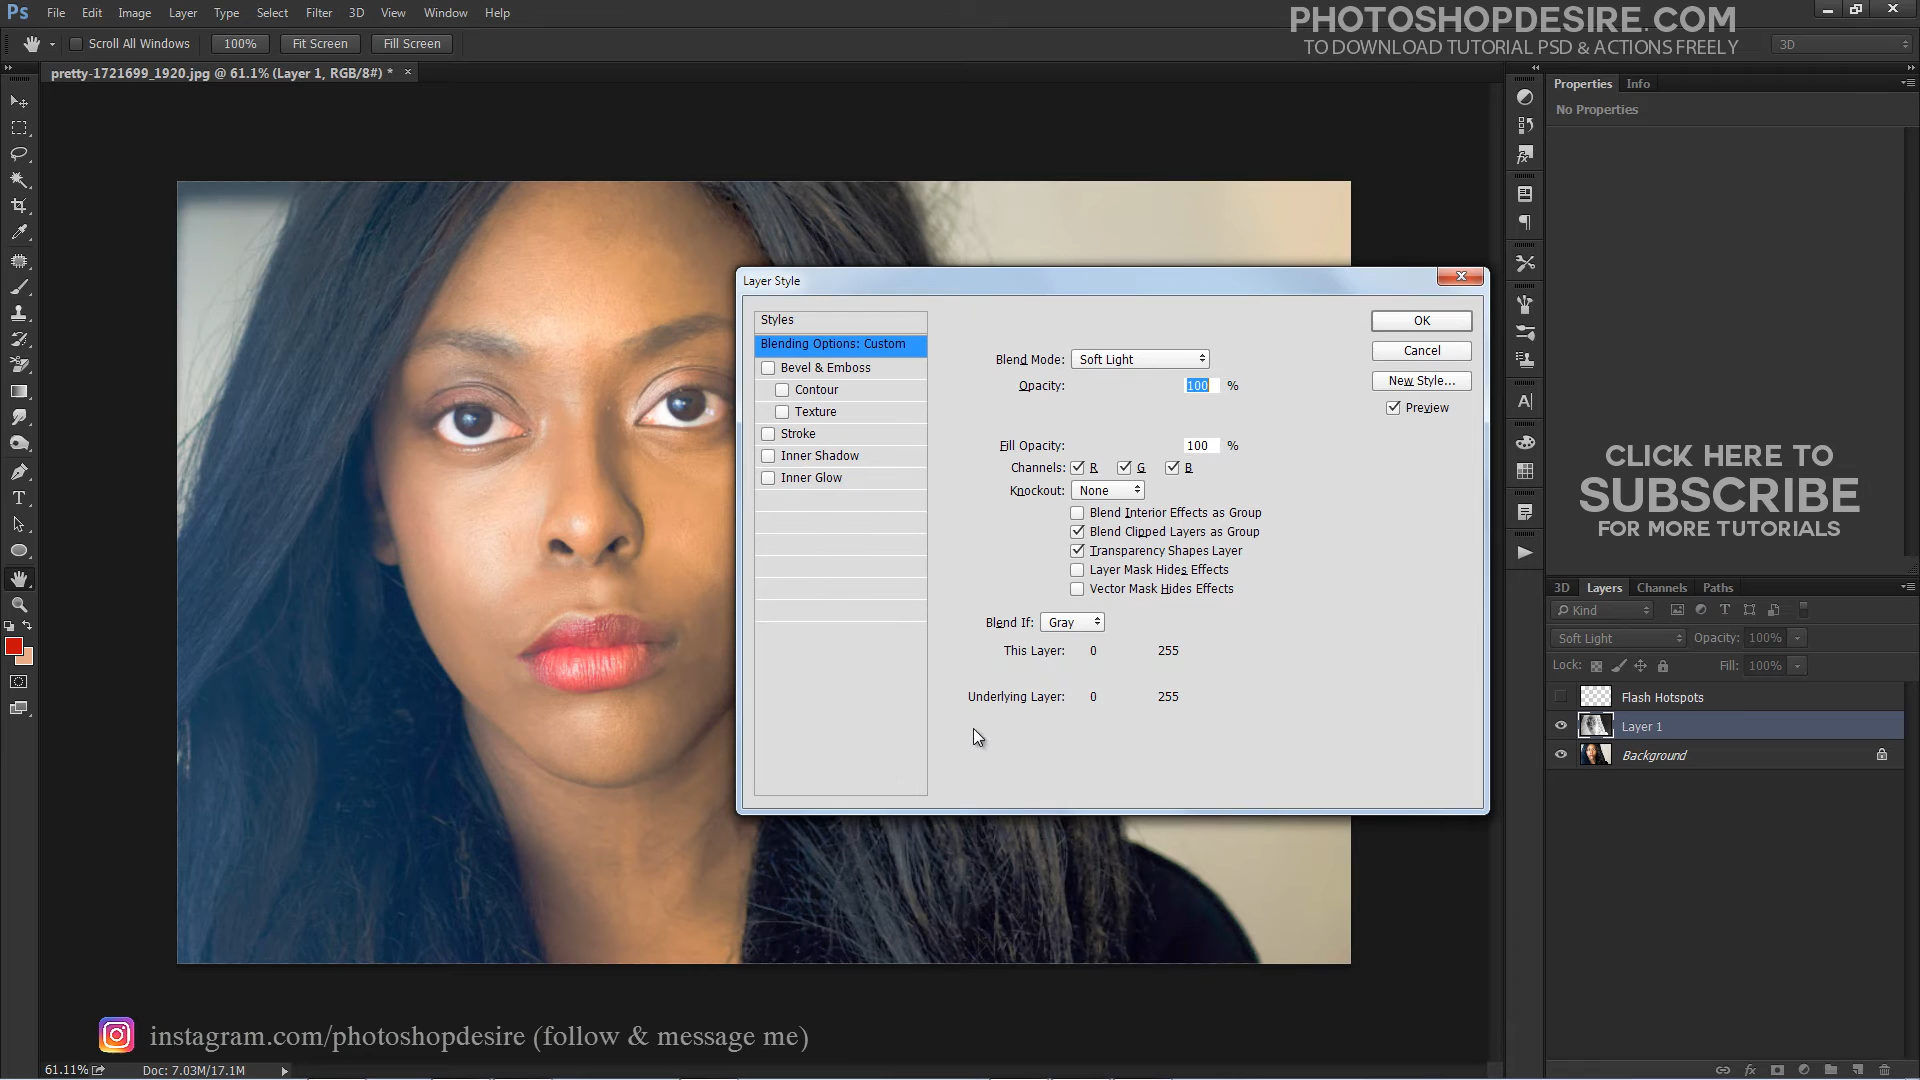 Ps File Edit Image Layer Type Select Filter 3D View Window Help
PHOTOSHOPDESIRE.COM
TO DOWNLOAD TUTORIAL PSD & ACTIONS FREELY
Scroll All Windows 100% Fit Screen Fill Screen 3D
pretty-1721699_1920.jpg @ 61.1% (Layer 1, RGB/8#) * ×
Properties Info
No Properties
Layer Style
Styles
Blending Options: Custom
Bevel & Emboss
Contour
Texture
Stroke
Inner Shadow
Inner Glow
Blend Mode: Soft Light
Opacity: 100 %
Fill Opacity: 100 %
Channels: R G B
Knockout: None
Blend Interior Effects as Group
Blend Clipped Layers as Group
Transparency Shapes Layer
Layer Mask Hides Effects
Vector Mask Hides Effects
Blend If: Gray
This Layer: 0 255
Underlying Layer: 0 255
OK
Cancel
New Style...
Preview
CLICK HERE TO
SUBSCRIBE
FOR MORE TUTORIALS
3D Layers Channels Paths
Kind
Soft Light Opacity: 100%
Lock: Fill: 100%
Flash Hotspots
Layer 1
Background
instagram.com/photoshopdesire (follow & message me)
61.11% Doc: 7.03M/17.1M